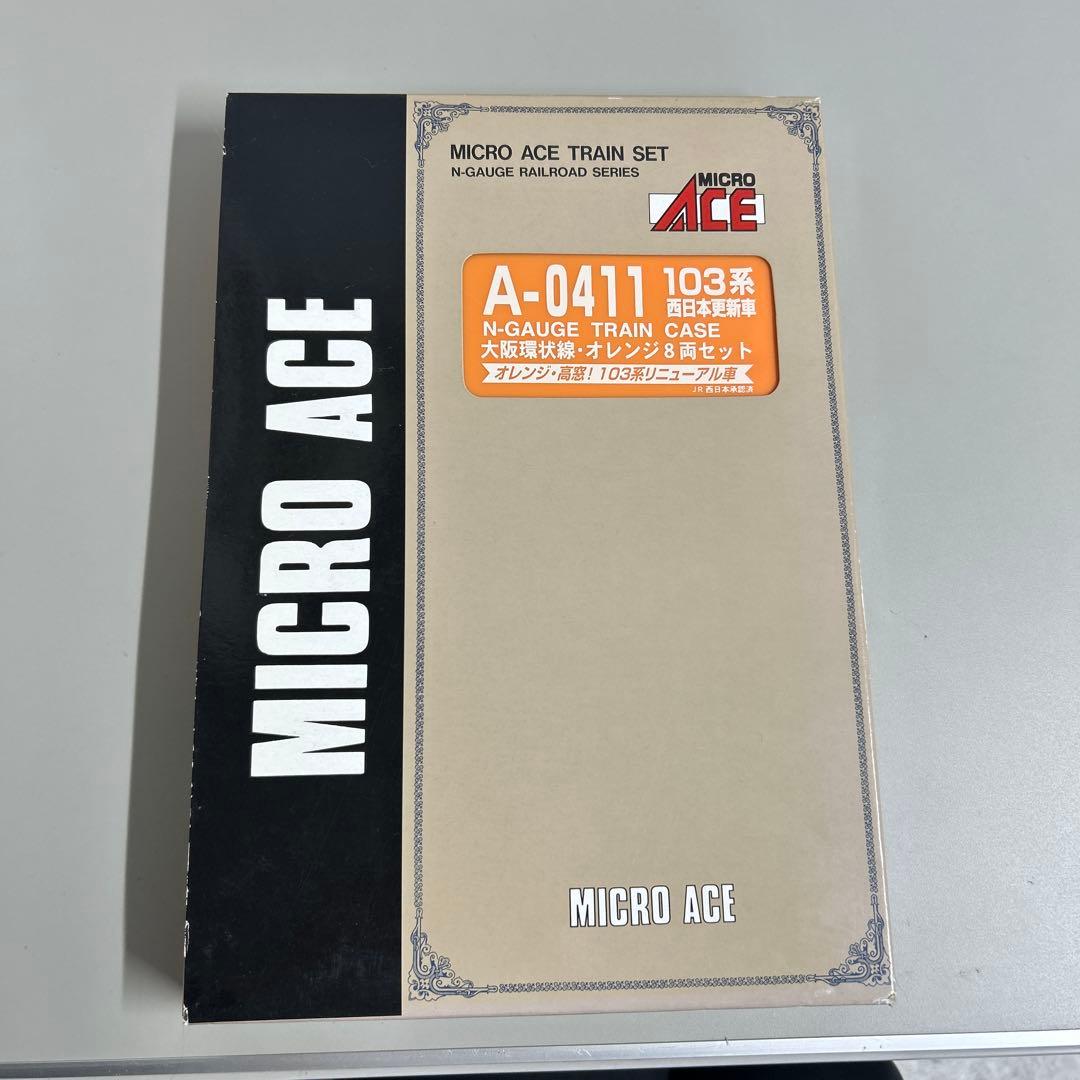 MICRO ACE
MICRO ACE TRAIN SET
N-GAUGE RAILROAD SERIES
MICRO
ACE
A-0411 103系
西日本更新車
N-GAUGE TRAIN CASE
大阪環状線・オレンジ8両セット
オレンジ・高窓!103系リニューアル車
JR西日本承認済
MICRO ACE